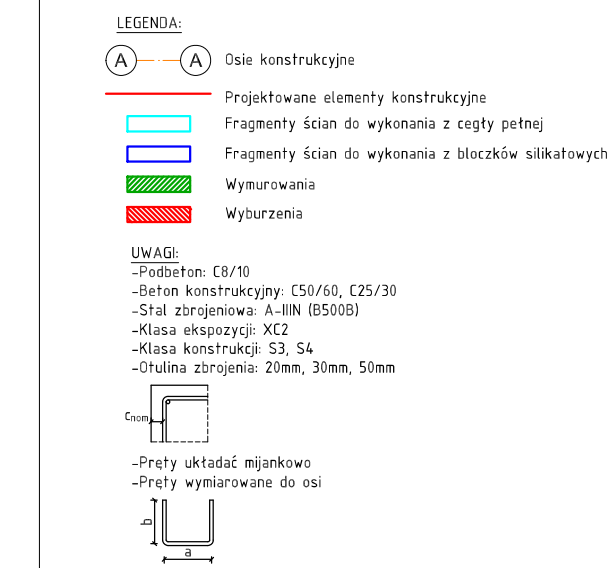 LEGENDA:
A A Osie konstrukcyjne
Projektowane elementy konstrukcyjne
Fragmenty ścian do wykonania z cegły pełnej
Fragmenty ścian do wykonania z bloczków silikatowych
Wymurowania
Wyburzenia
UWAGI:
-Podbeton: C8/10
-Beton konstrukcyjny: C50/60, C25/30
-Stal zbrojeniowa: A-IIIN (B500B)
-Klasa ekspozycji: XC2
-Klasa konstrukcji: S3, S4
-Otulina zbrojenia: 20mm, 30mm, 50mm
Cnom
-Pręty układać mijankowo
-Pręty wymiarowane do osi
b
a